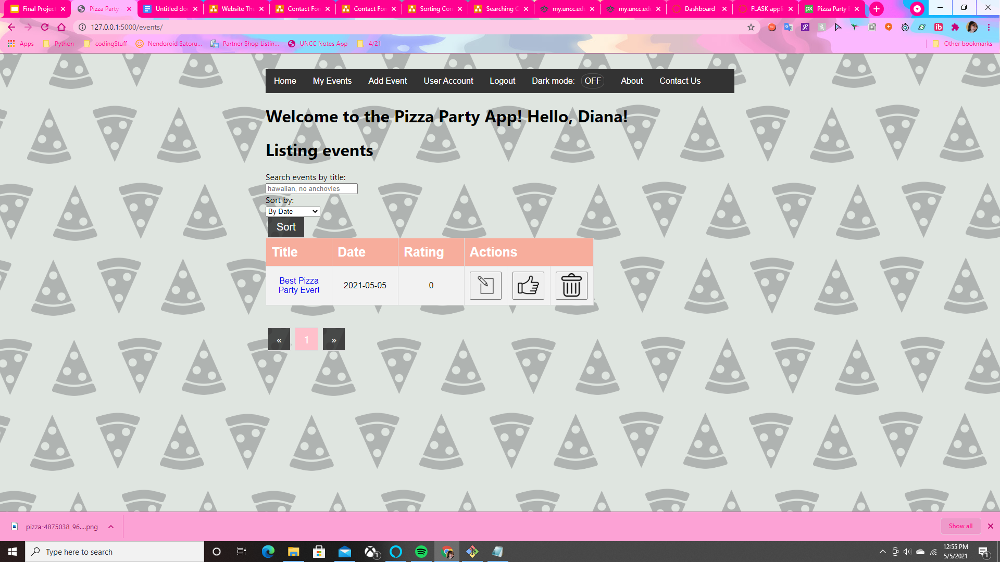 Final Project
Pizza Party
Untitled do
Website The
Contact For
Contact For
Sorting Con
Searching C
my.uncc.ed
my.uncc.ed
Dashboard
FLASK appli
Pizza Party
127.0.0.1:5000/events/
Apps
Python
codingStuff
Nendoroid Satoru...
Partner Shop Listin...
UNCC Notes App
4/21
Other bookmarks
Home My Events Add Event User Account Logout Dark mode: OFF About Contact Us
Welcome to the Pizza Party App! Hello, Diana!
Listing events
Search events by title:
hawaiian, no anchovies
Sort by:
By Date
Sort
Title Date Rating Actions
Best Pizza
Party Ever!
2021-05-05
0
« 1 »
pizza-4875038_96....png
Show all
Type here to search
12:55 PM
5/5/2021